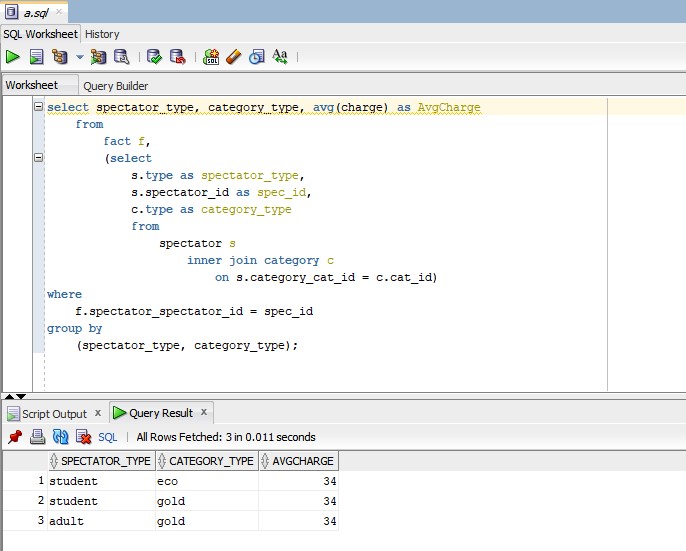 a.sql ×
SQL Worksheet History
Aa
Worksheet Query Builder
select spectator_type, category_type, avg(charge) as AvgCharge
from
fact f,
(select
s.type as spectator_type,
s.spectator_id as spec_id,
c.type as category_type
from
spectator s
inner join category c
on s.category_cat_id = c.cat_id)
where
f.spectator_spectator_id = spec_id
group by
(spectator_type, category_type);
Script Output × Query Result ×
SQL | All Rows Fetched: 3 in 0.011 seconds
SPECTATOR_TYPE CATEGORY_TYPE AVGCHARGE
1 student eco 34
2 student gold 34
3 adult gold 34